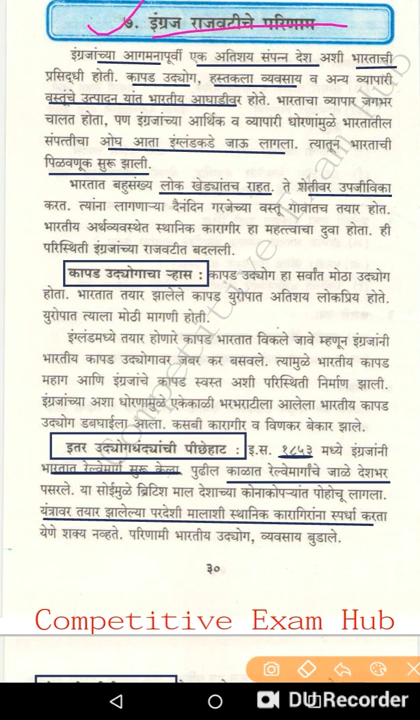 ७. इंग्रज राजवटीचे परिणाम
इंग्रजांच्या आगमनापूर्वी एक अतिशय संपन्न देश अशी भारताची
प्रसिद्धी होती. कापड उद्योग, हस्तकला व्यवसाय व अन्य व्यापारी
वस्तूंचे उत्पादन यांत भारतीय आघाडीवर होते. भारताचा व्यापार जगभर
चालत होता, पण इंग्रजांच्या आर्थिक व व्यापारी धोरणांमुळे भारतातील
संपत्तीचा ओघ आता इंग्लंडकडे जाऊ लागला. त्यातून भारताची
पिळवणूक सुरू झाली.
भारतात बहुसंख्य लोक खेड्यांतच राहत. ते शेतीवर उपजीविका
करत. त्यांना लागणाऱ्या दैनंदिन गरजेच्या वस्तू गावातच तयार होत.
भारतीय अर्थव्यवस्थेत स्थानिक कारागीर हा महत्त्वाचा दुवा होता. ही
परिस्थिती इंग्रजांच्या राजवटीत बदलली.
कापड उद्योगाचा ऱ्हास : कापड उद्योग हा सर्वांत मोठा उद्योग
होता. भारतात तयार झालेले कापड युरोपात अतिशय लोकप्रिय होते.
युरोपात त्याला मोठी मागणी होती.
इंग्लंडमध्ये तयार होणारे कापड भारतात विकले जावे म्हणून इंग्रजांनी
भारतीय कापड उद्योगावर जबर कर बसवले. त्यामुळे भारतीय कापड
महाग आणि इंग्रजांचे कापड स्वस्त अशी परिस्थिती निर्माण झाली.
इंग्रजांच्या अशा धोरणामुळे एकेकाळी भरभराटीला आलेला भारतीय कापड
उद्योग डबघाईला आला. कसबी कारागीर व विणकर बेकार झाले.
इतर उद्योगधंद्यांची पीछेहाट : इ.स. १८५३ मध्ये इंग्रजांनी
भारतात रेल्वेमार्ग सुरू केला. पुढील काळात रेल्वेमार्गांचे जाळे देशभर
पसरले. या सोईमुळे ब्रिटिश माल देशाच्या कोनाकोपऱ्यांत पोहोचू लागला.
यंत्रावर तयार झालेल्या परदेशी मालाशी स्थानिक कारागिरांना स्पर्धा करता
येणे शक्य नव्हते. परिणामी भारतीय उद्योग, व्यवसाय बुडाले.
३०
Competitive Exam Hub
DU Recorder